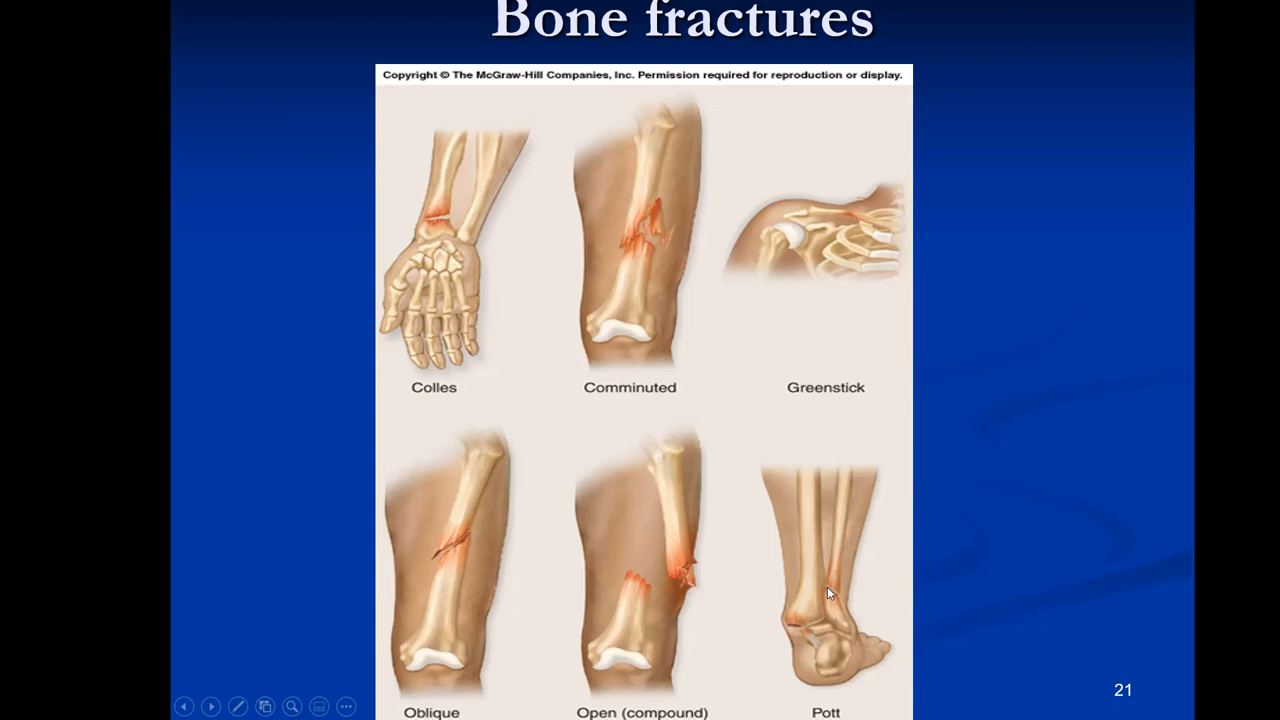 Bone fractures
Copyright © The McGraw-Hill Companies, Inc. Permission required for reproduction or display.
Colles
Comminuted
Greenstick
Oblique
Open (compound)
Pott
21